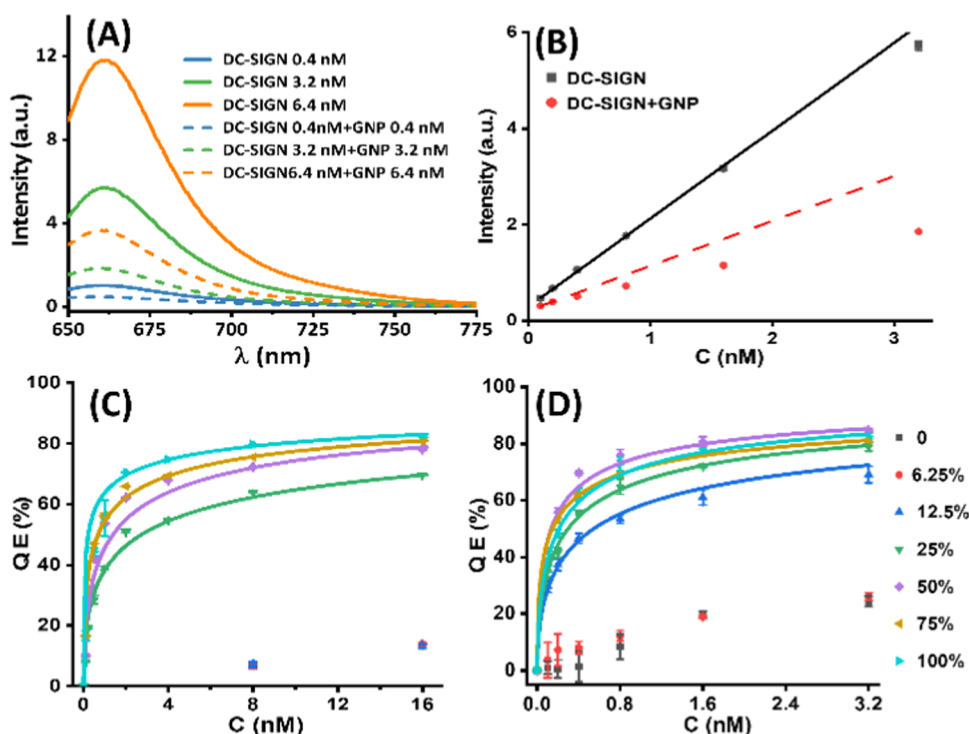 (A)
DC-SIGN 0.4 nM
DC-SIGN 3.2 nM
DC-SIGN 6.4 nM
DC-SIGN 0.4nM+GNP 0.4 nM
DC-SIGN 3.2 nM+GNP 3.2 nM
DC-SIGN6.4 nM+GNP 6.4 nM
Intensity (a.u.)
12
8
4
0
650 675 700 725 750 775
λ (nm)
(B)
DC-SIGN
DC-SIGN+GNP
Intensity (a.u.)
6
4
2
0
0 1 2 3
C (nM)
(C)
QE (%)
100
80
60
40
20
0
0 4 8 12 16
C (nM)
(D)
QE (%)
100
80
60
40
20
0
0.0 0.8 1.6 2.4 3.2
C (nM)
0
6.25%
12.5%
25%
50%
75%
100%